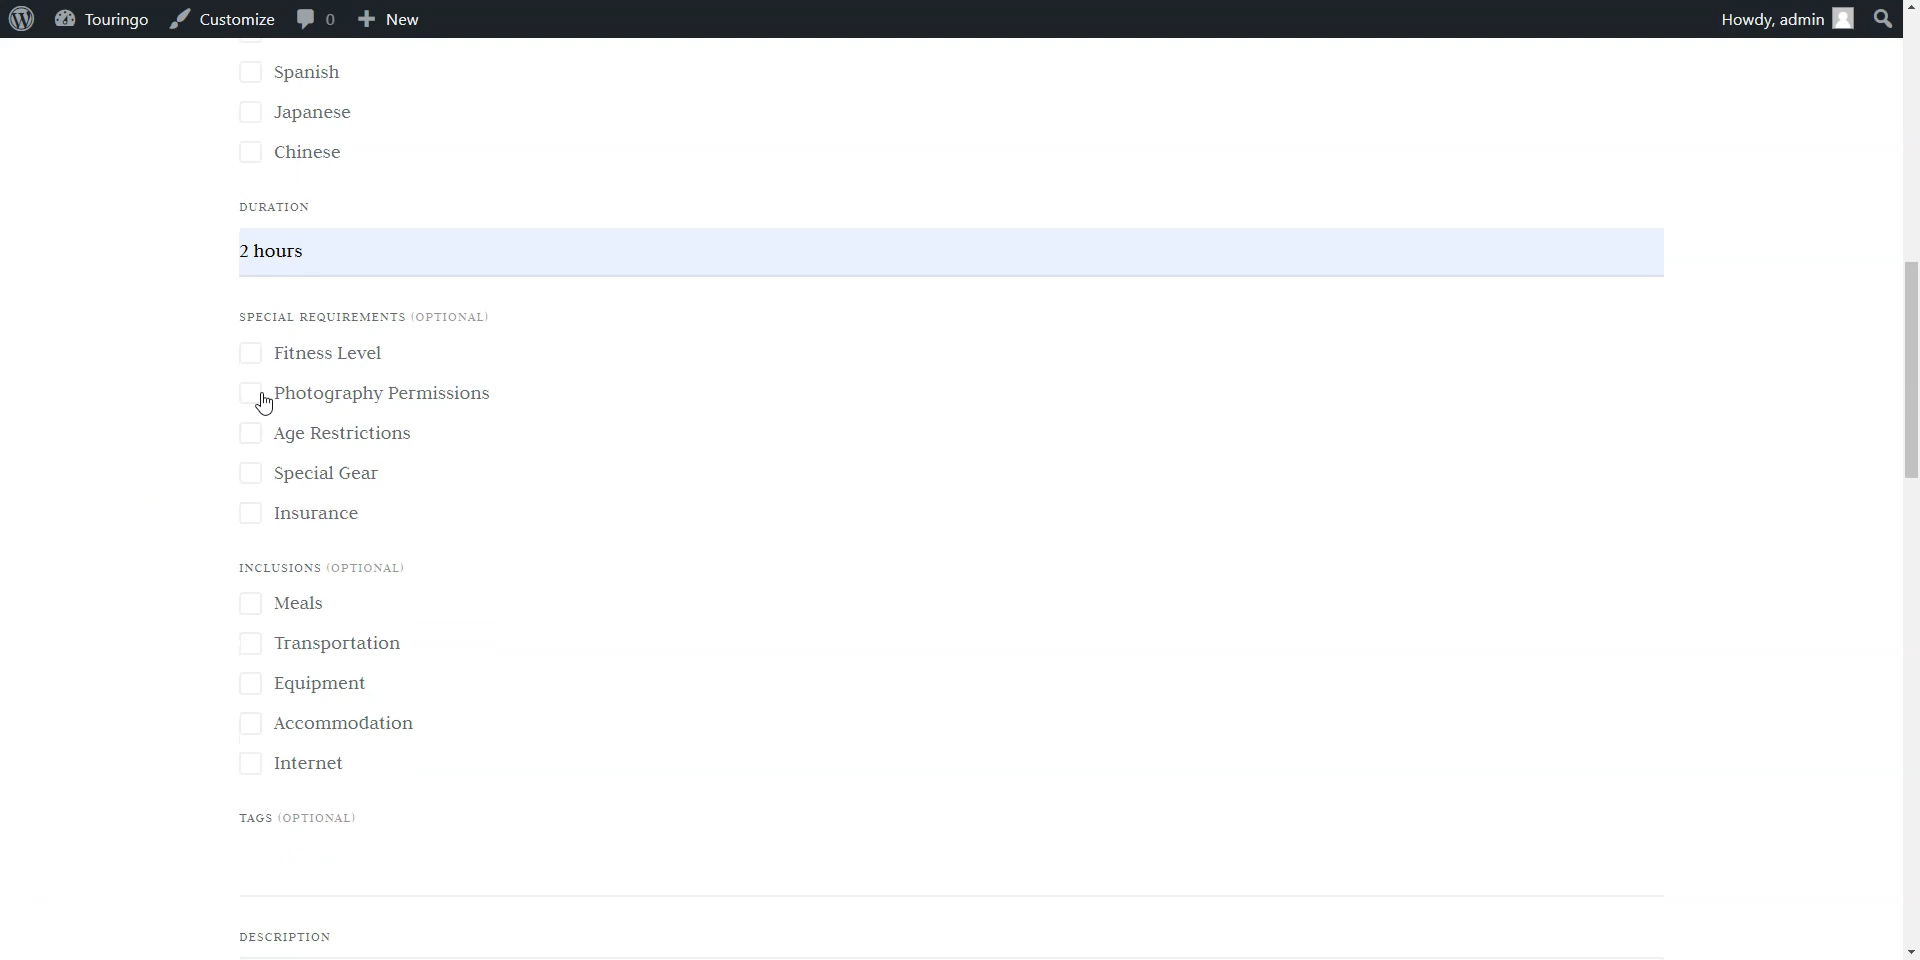 Touringo Customize 0 New Howdy, admin
Spanish
Japanese
Chinese
DURATION
2 hours
SPECIAL REQUIREMENTS (OPTIONAL)
Fitness Level
Photography Permissions
Age Restrictions
Special Gear
Insurance
INCLUSIONS (OPTIONAL)
Meals
Transportation
Equipment
Accommodation
Internet
TAGS (OPTIONAL)
DESCRIPTION